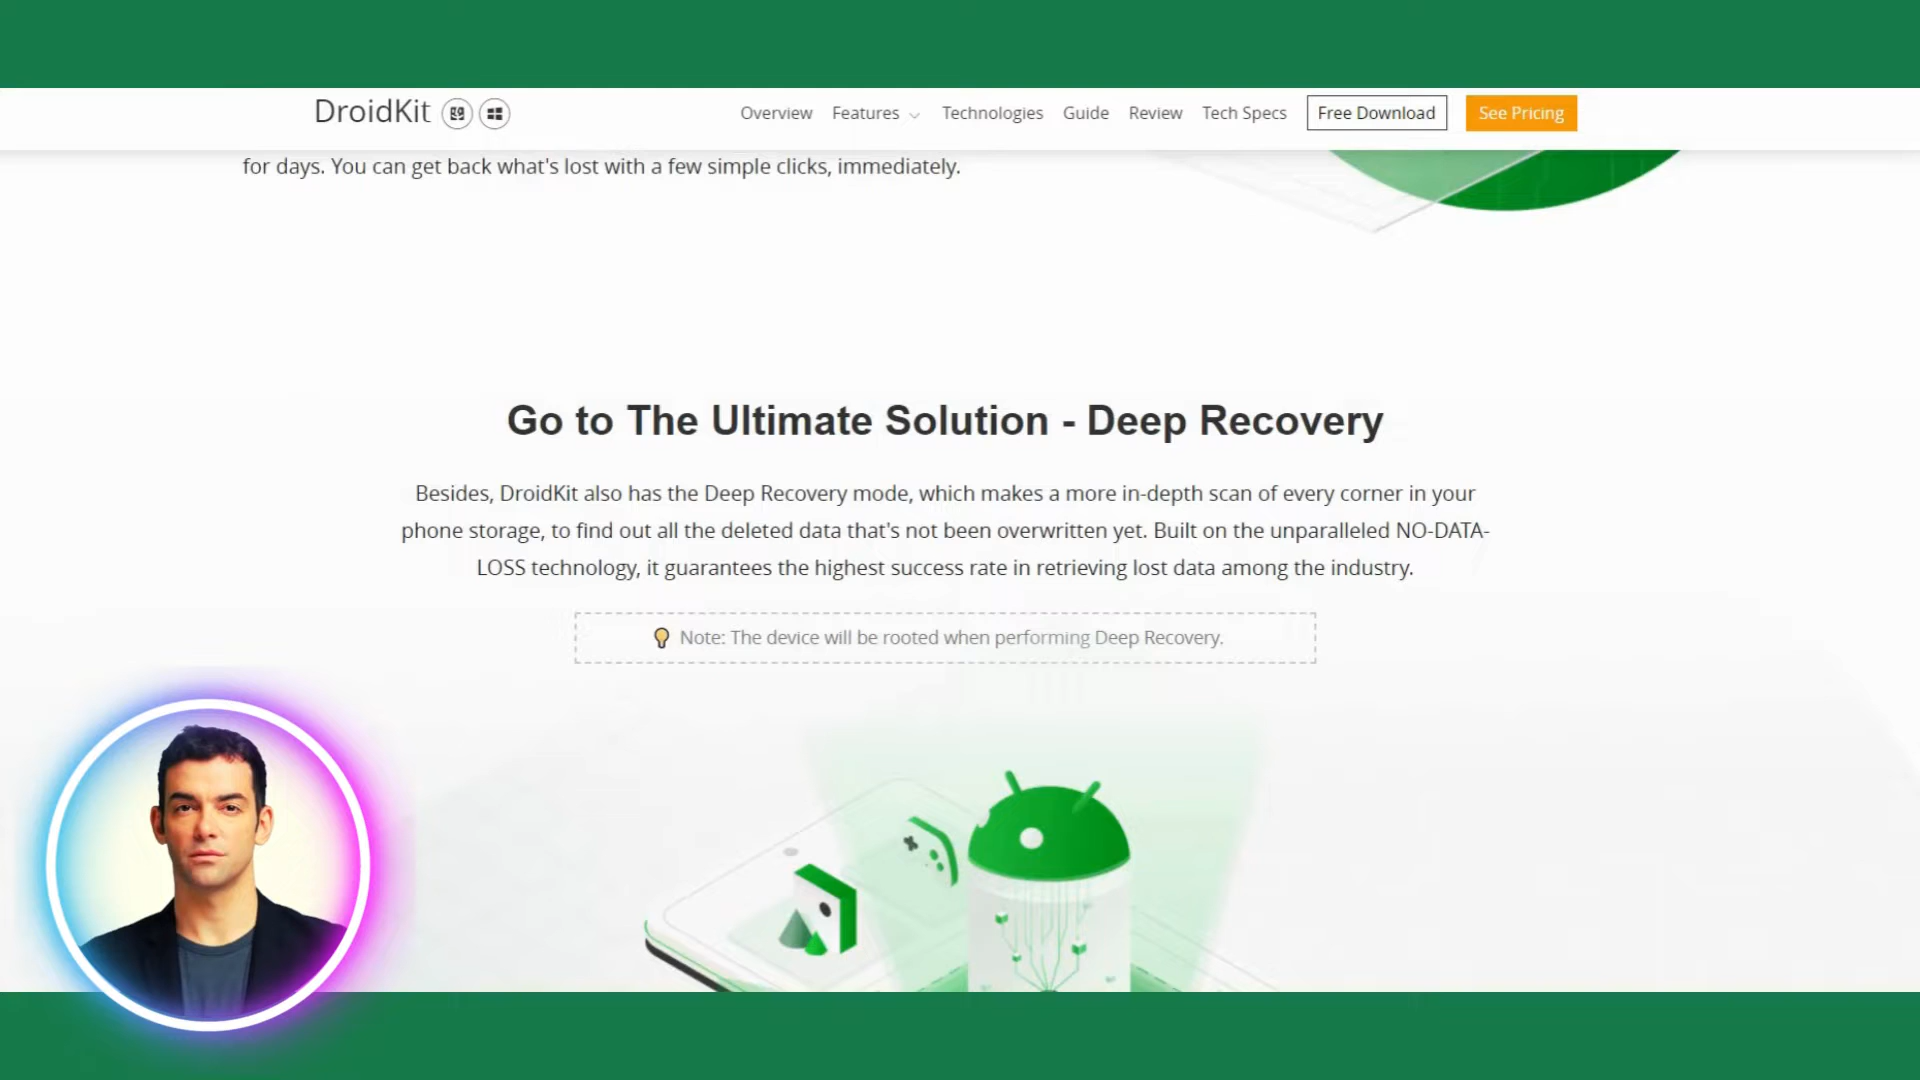 DroidKit
Overview Features Technologies Guide Review Tech Specs Free Download See Pricing
for days. You can get back what's lost with a few simple clicks, immediately.
Go to The Ultimate Solution - Deep Recovery
Besides, DroidKit also has the Deep Recovery mode, which makes a more in-depth scan of every corner in your
phone storage, to find out all the deleted data that's not been overwritten yet. Built on the unparalleled NO-DATA-
LOSS technology, it guarantees the highest success rate in retrieving lost data among the industry.
Note: The device will be rooted when performing Deep Recovery.